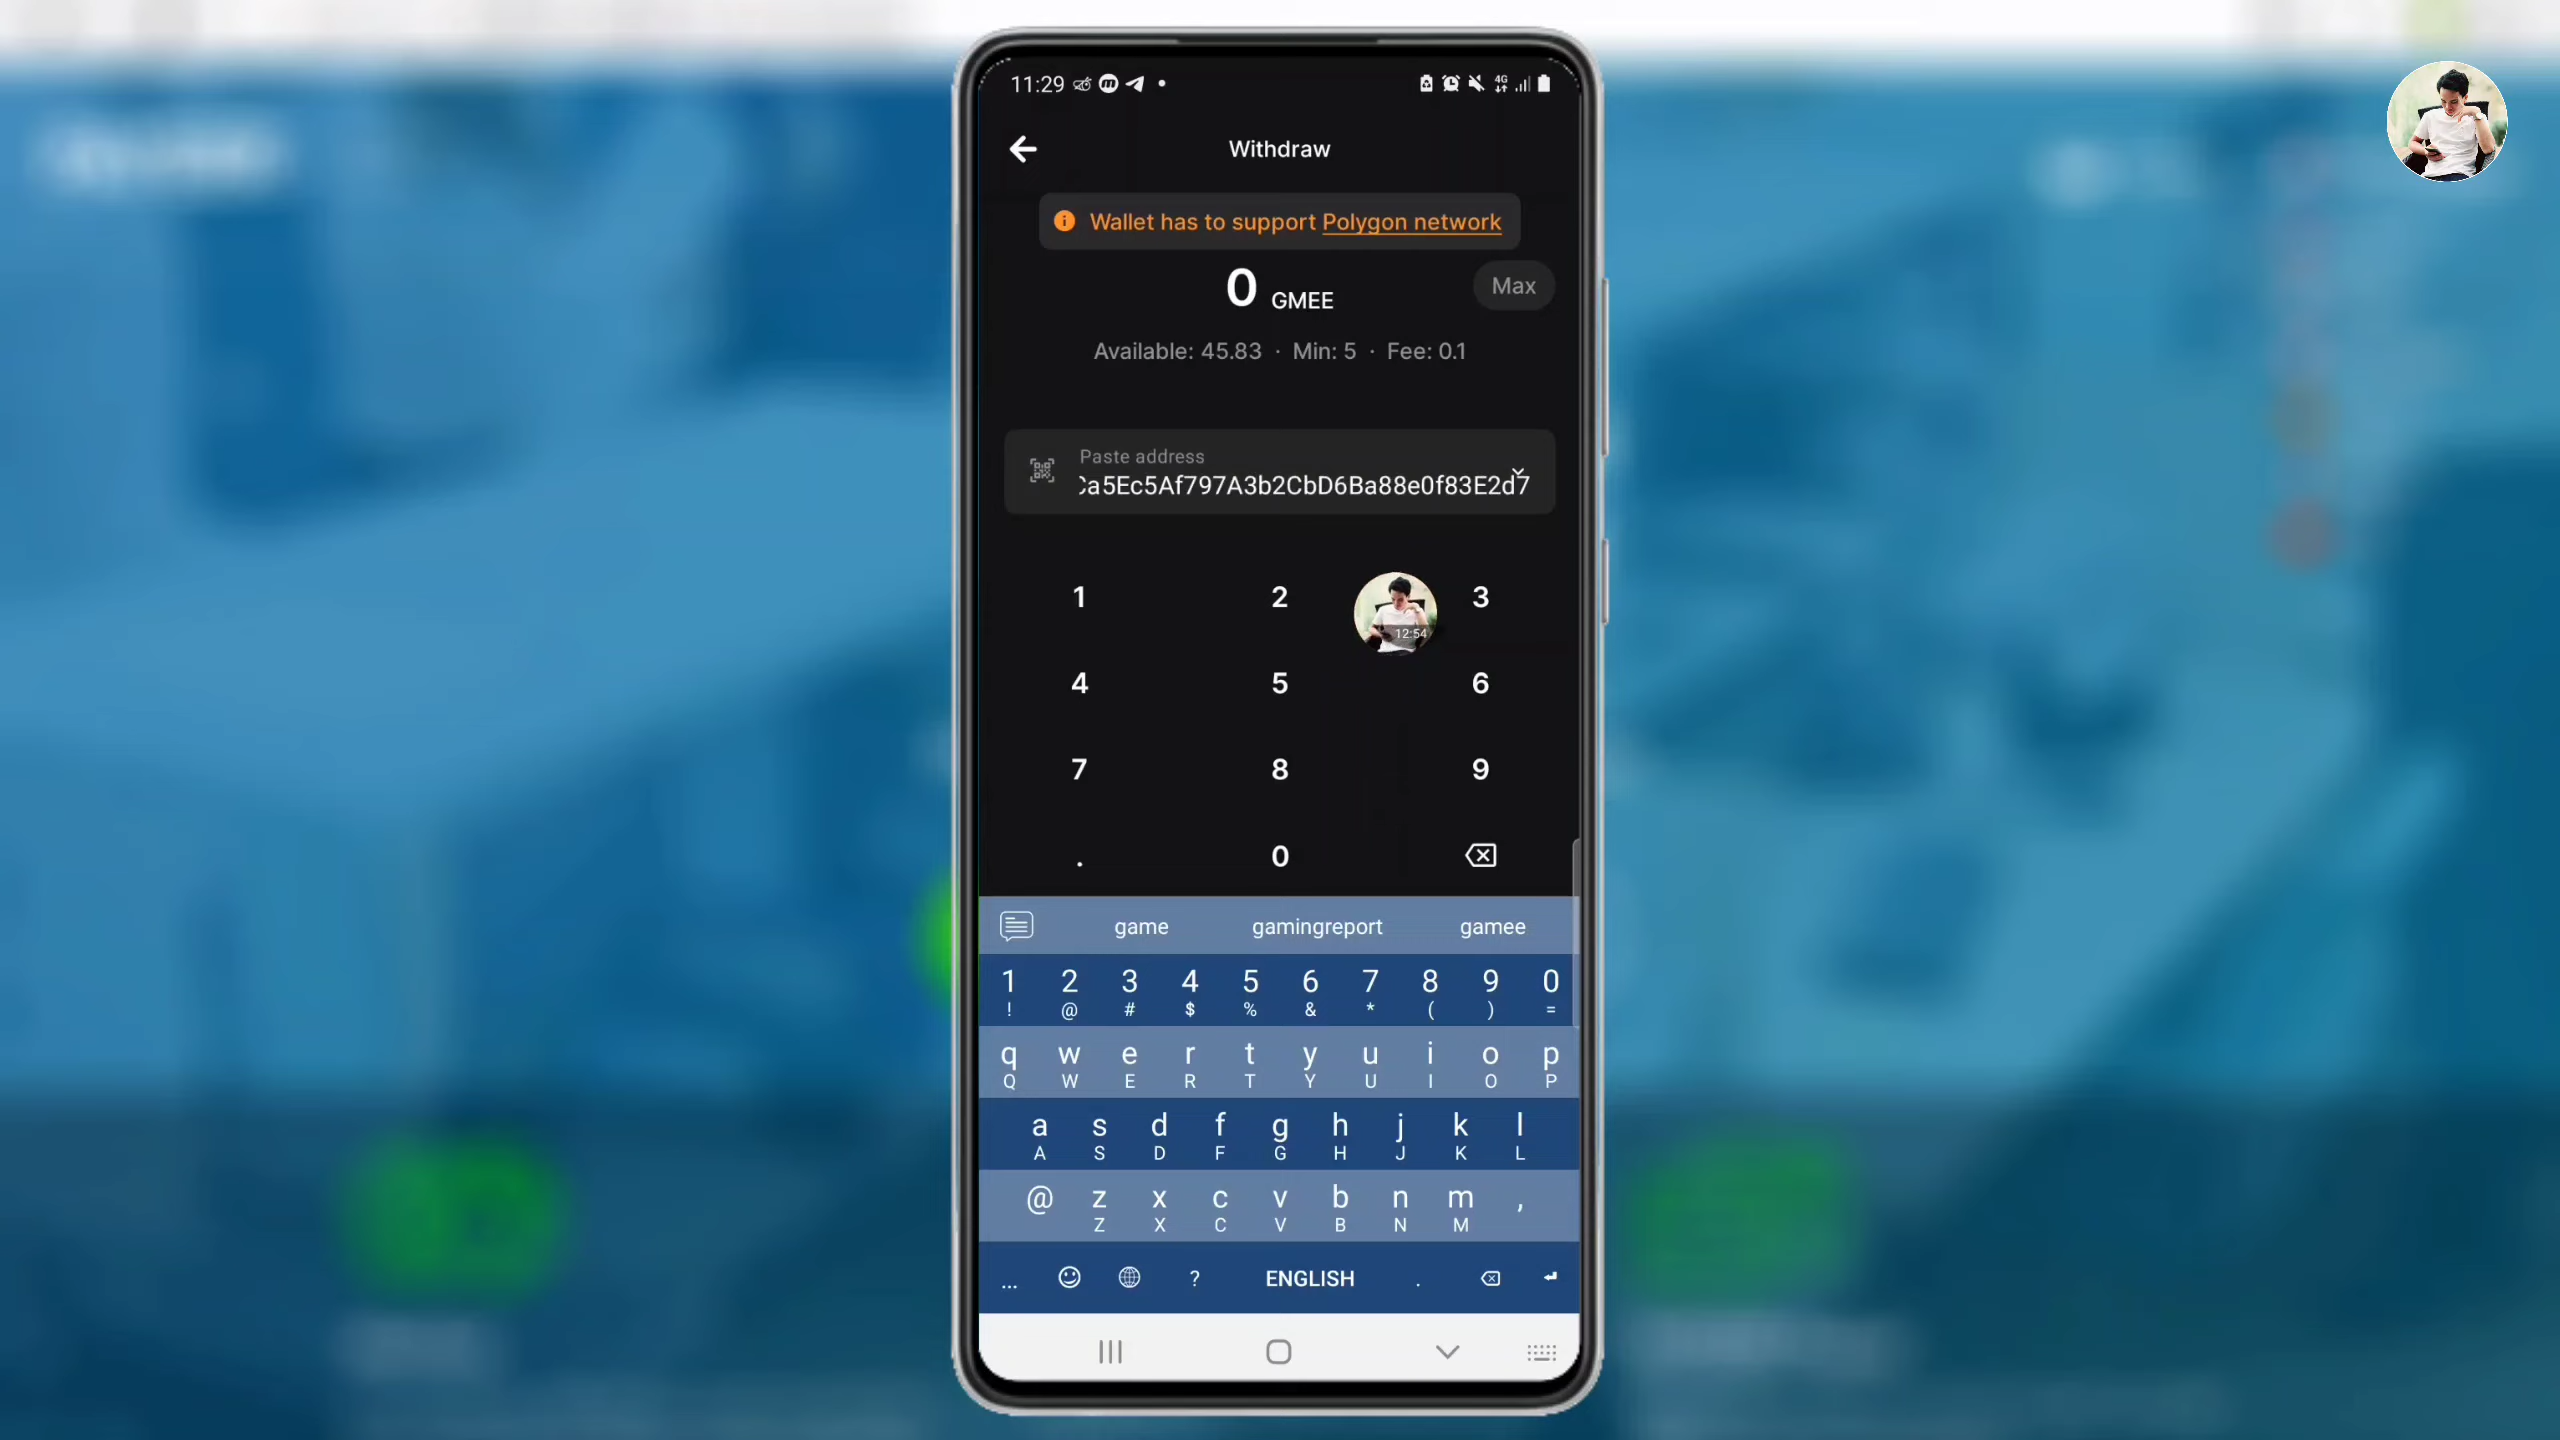 11:29
4G
Withdraw
Wallet has to support Polygon network
0 GMEE
Max
Available: 45.83 · Min: 5 · Fee: 0.1
Paste address
Ca5Ec5Af797A3b2CbD6Ba88e0f83E2d7
1 2 3
12:54
4 5 6
7 8 9
. 0
game gamingreport gamee
1 2 3 4 5 6 7 8 9 0
! @ # $ % & * ( ) =
q w e r t y u i o p
Q W E R T Y U I O P
a s d f g h j k l
A S D F G H J K L
@ z x c v b n m ,
Z X C V B N M
... ? ENGLISH .